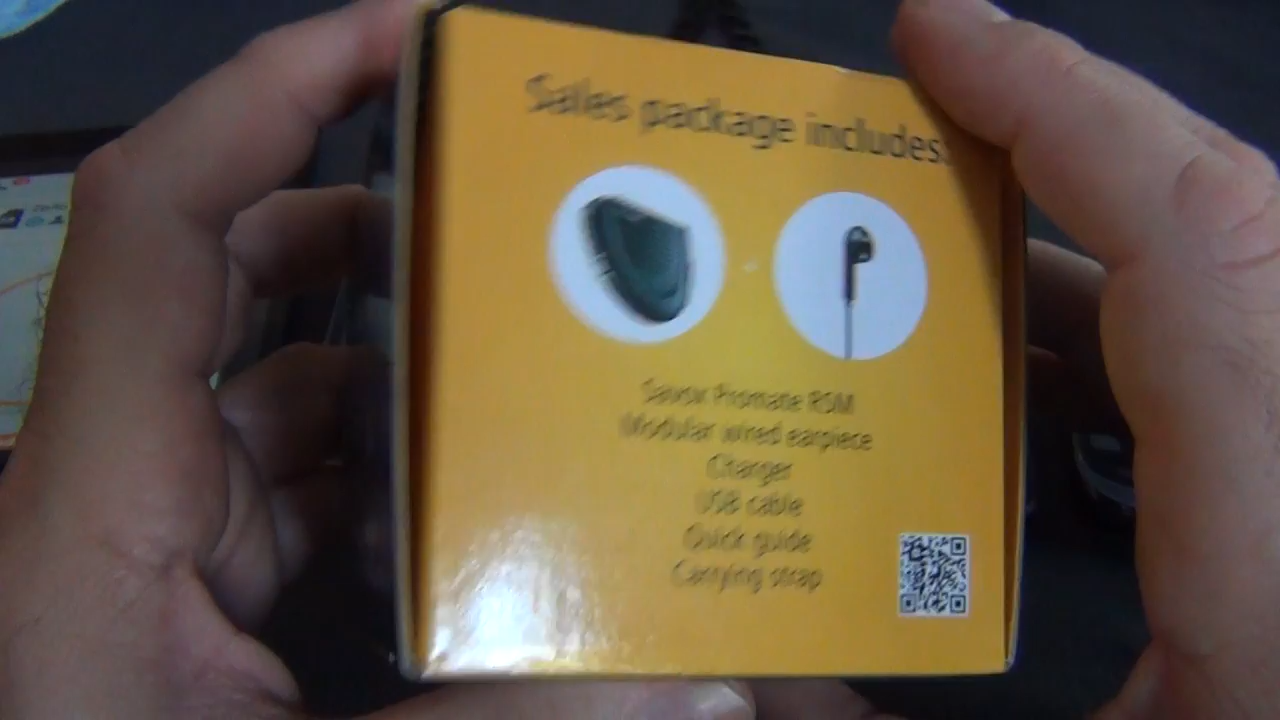 Sales package includes:
Savox Promate RSM
Modular wired earpiece
Charger
USB cable
Quick guide
Carrying strap